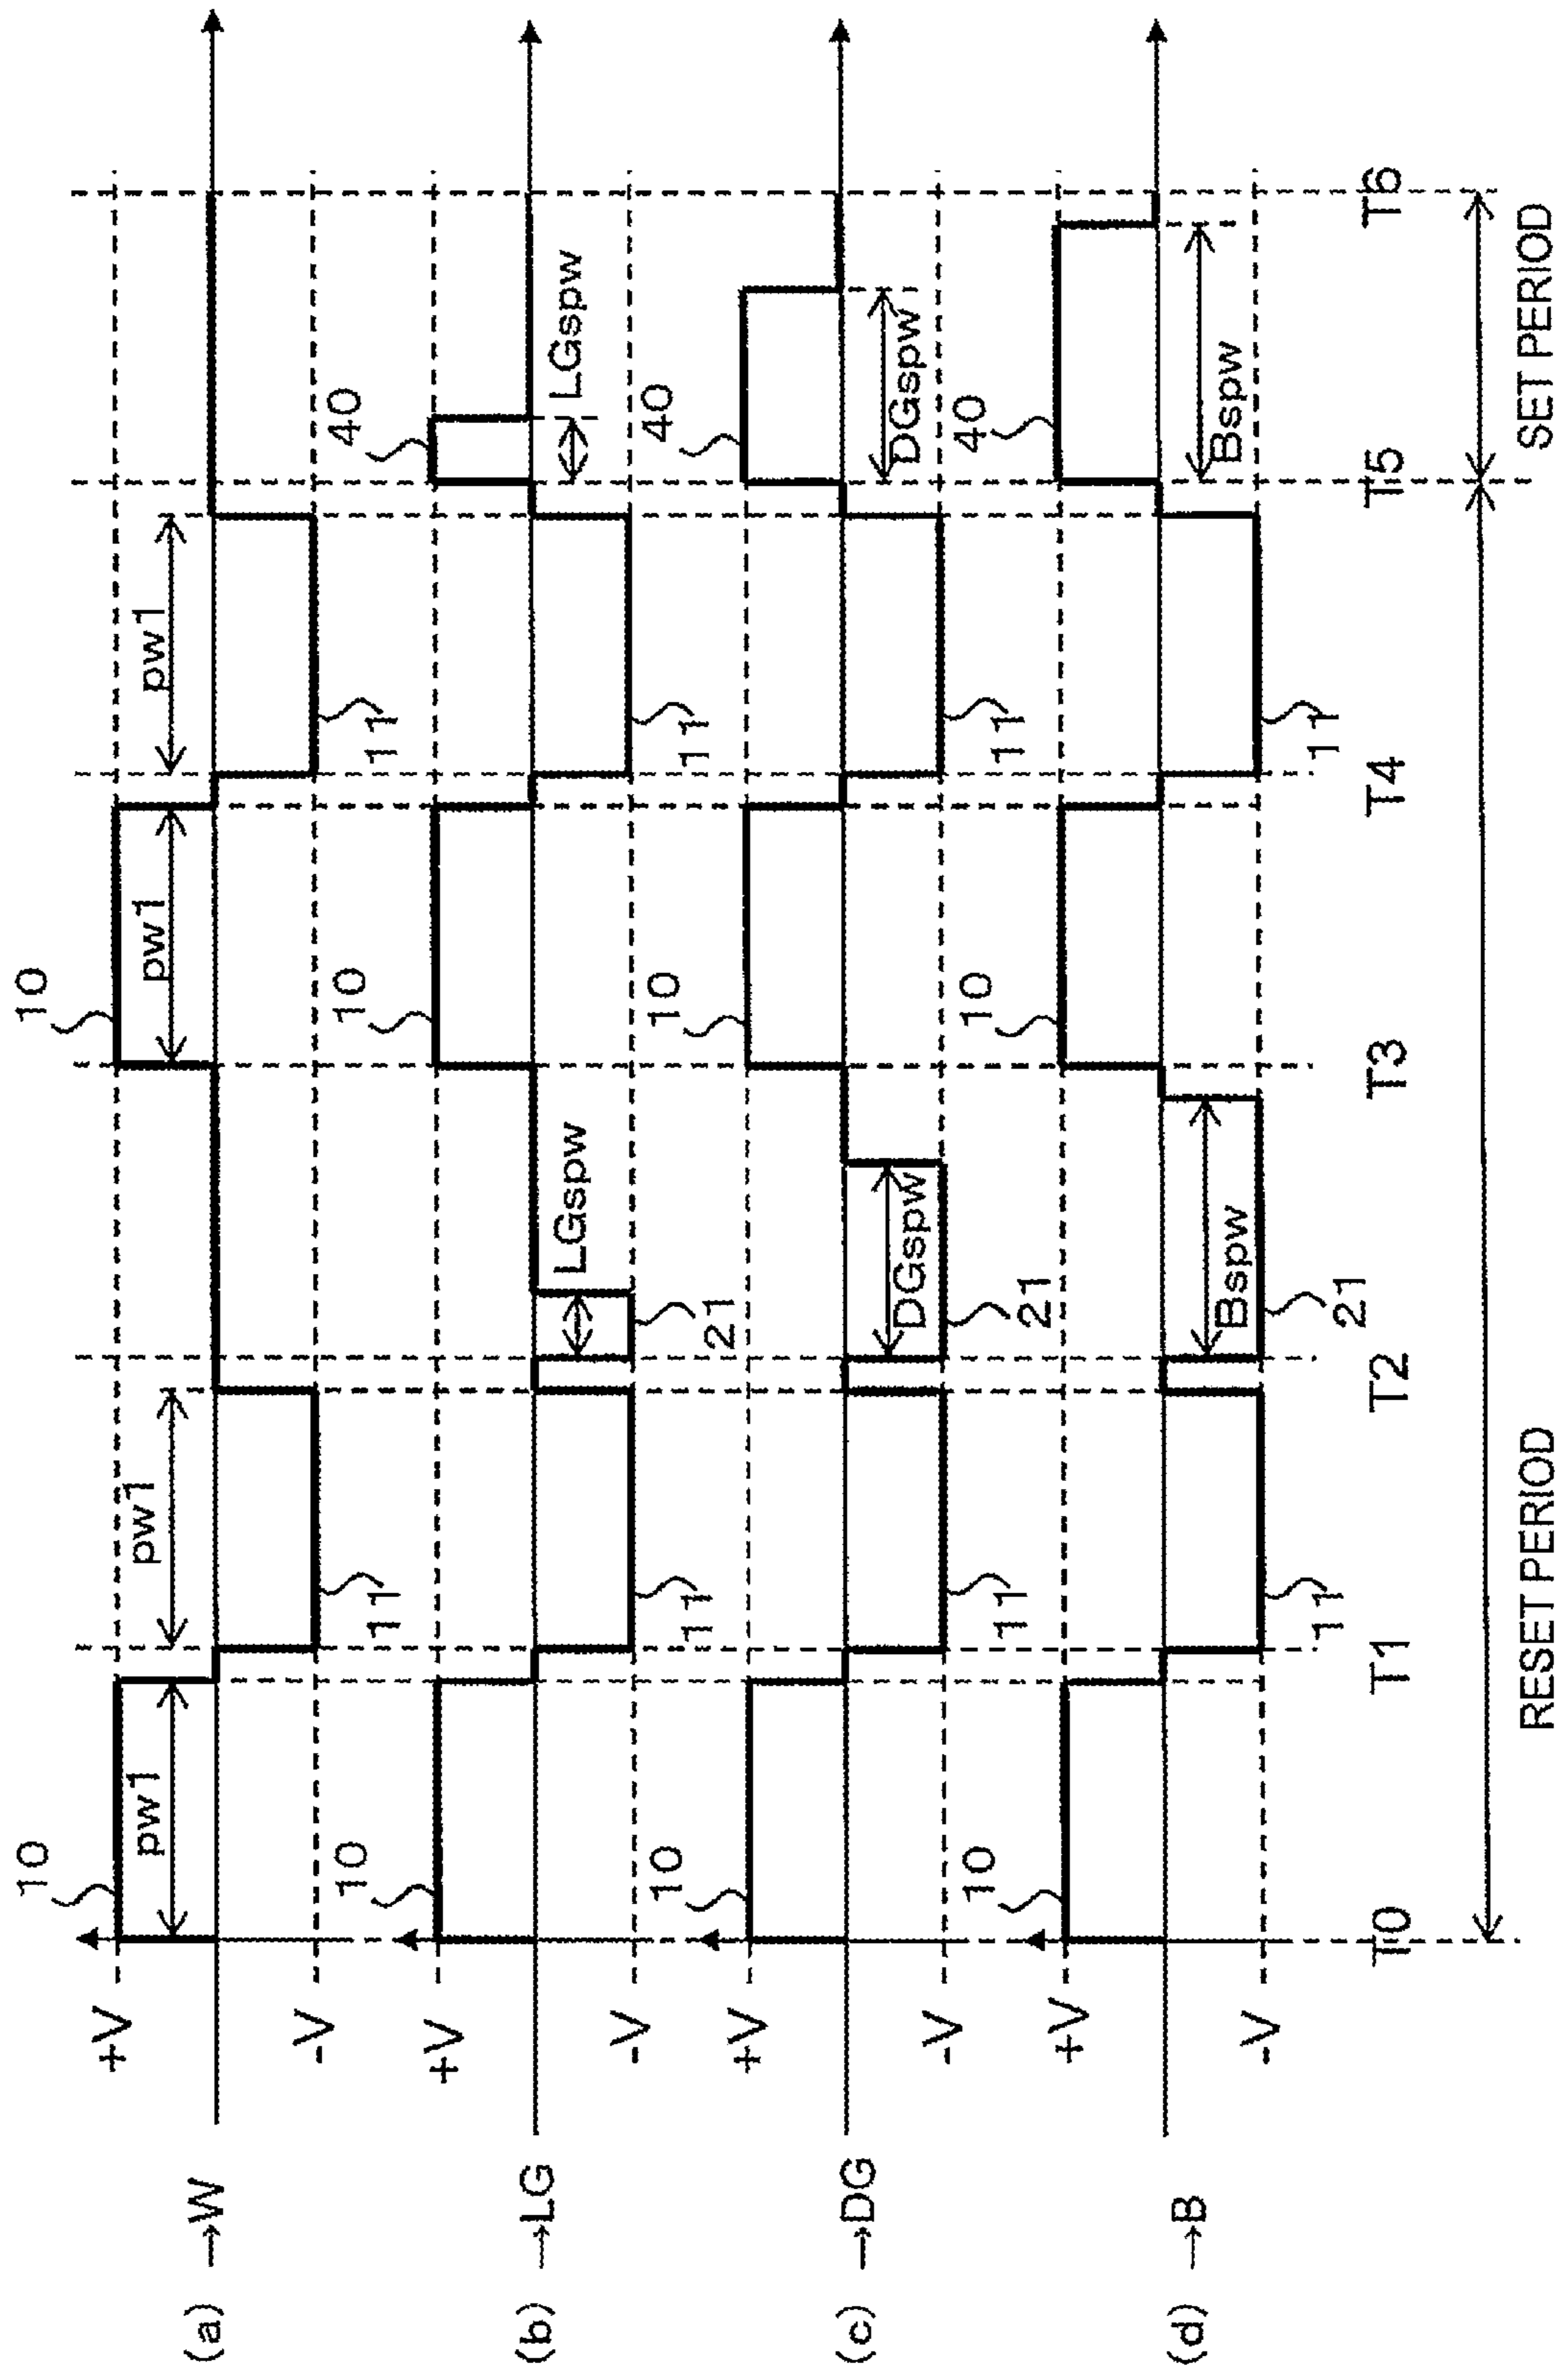 (a) →W
+V
-V
10
pw1
pw1
11
10
pw1
pw1
11
(b) →LG
+V
-V
10
11
LGspw
21
10
11
40
LGspw
(c) →DG
+V
-V
10
11
DGspw
21
10
11
40
DGspw
(d) →B
+V
-V
10
11
Bspw
21
10
11
40
Bspw
T0 T1 T2 T3 T4 T5 T6
RESET PERIOD SET PERIOD